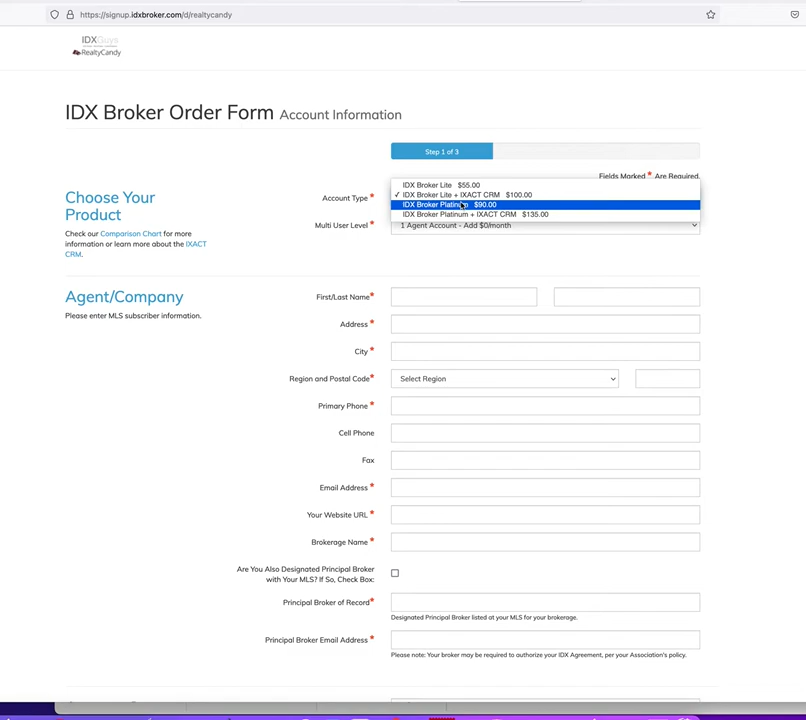 https://signup.idxbroker.com/d/realtycandy
IDXGuys
RealtyCandy
IDX Broker Order Form Account Information
Step 1 of 3
Fields Marked * Are Required.
Choose Your
Product
Check our Comparison Chart for more
information or learn more about the IXACT
CRM.
Account Type *
IDX Broker Lite $55.00
✓ IDX Broker Lite + IXACT CRM $100.00
IDX Broker Platinum $90.00
IDX Broker Platinum + IXACT CRM $135.00
Multi User Level *
1 Agent Account - Add $0/month
Agent/Company
Please enter MLS subscriber information.
First/Last Name*
Address *
City *
Region and Postal Code*
Select Region
Primary Phone *
Cell Phone
Fax
Email Address *
Your Website URL *
Brokerage Name *
Are You Also Designated Principal Broker
with Your MLS? If So, Check Box:
Principal Broker of Record*
Designated Principal Broker listed at your MLS for your brokerage.
Principal Broker Email Address *
Please note: Your broker may be required to authorize your IDX Agreement, per your Association's policy.